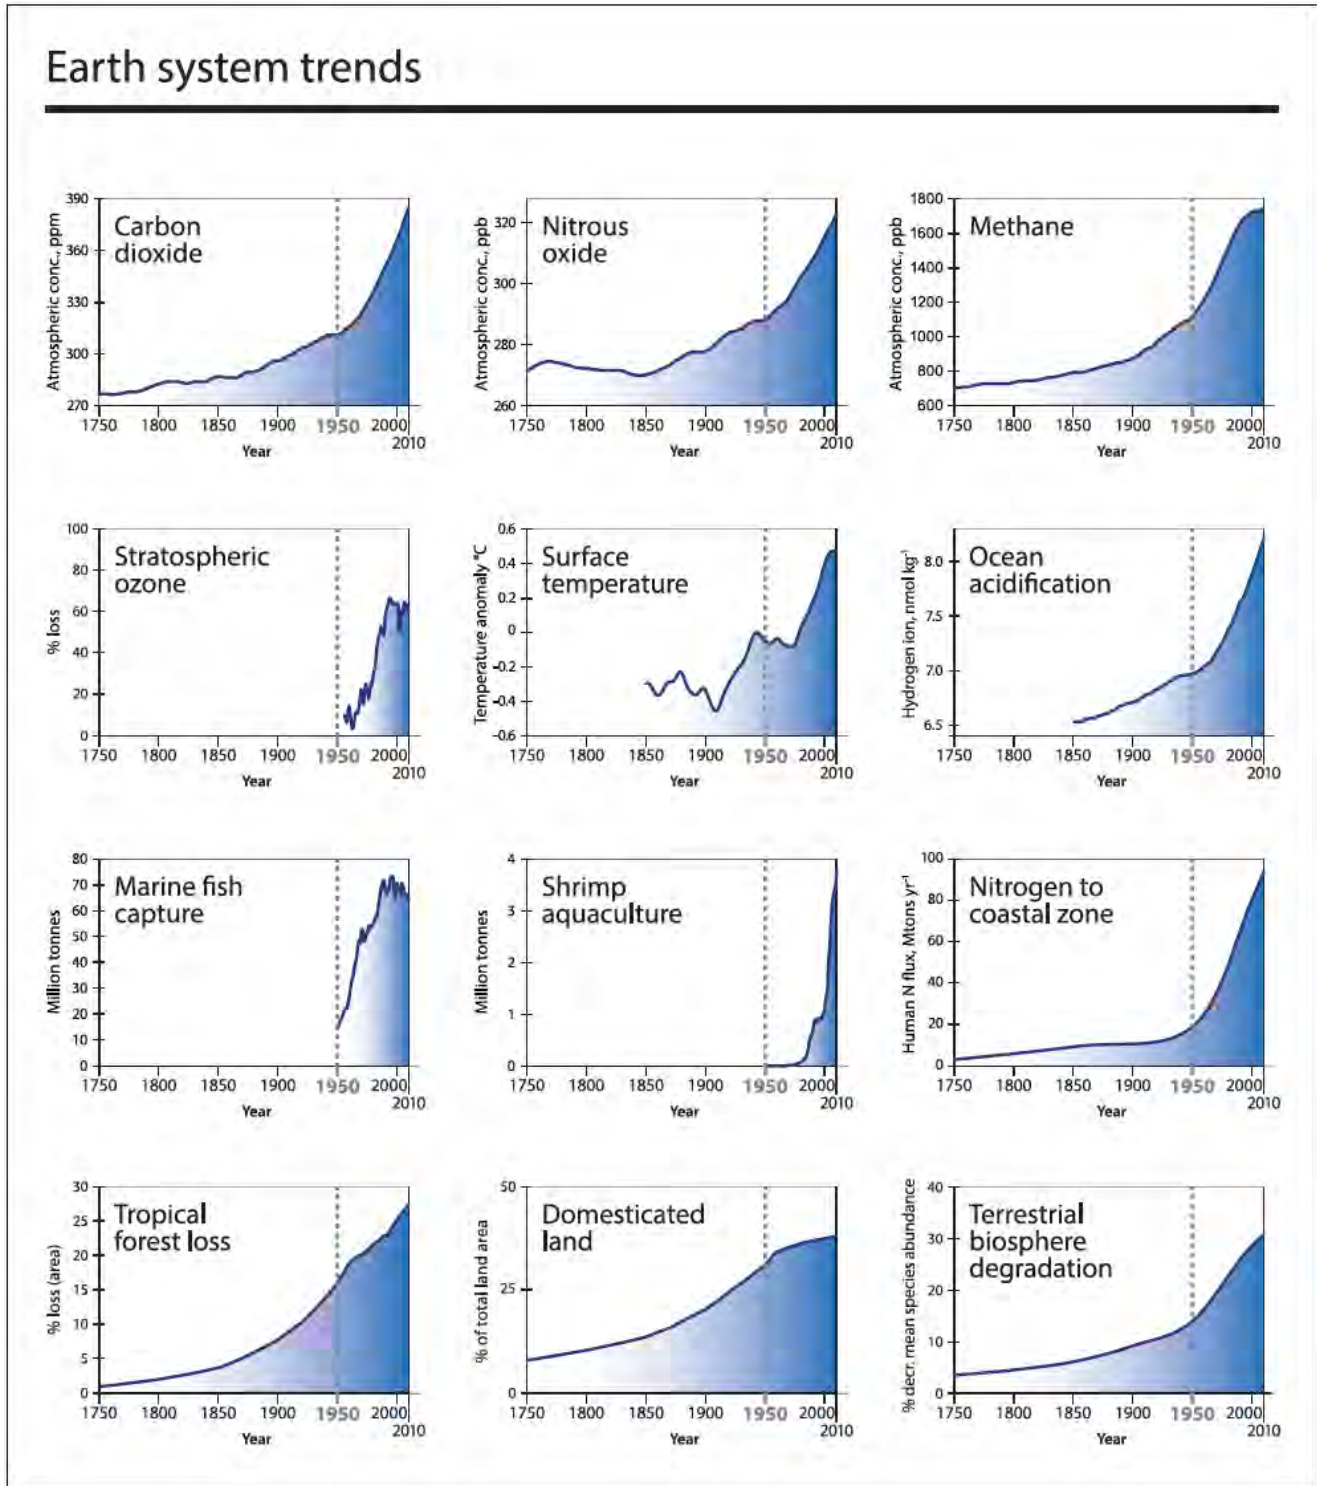 Earth system trends
Atmospheric conc., ppm
390
360
330
300
270
Carbon
dioxide
1750 1800 1850 1900 1950 2000
2010
Year
Atmospheric conc., ppb
320
300
280
260
Nitrous
oxide
1750 1800 1850 1900 1950 2000
2010
Year
Atmospheric conc., ppb
1800
1600
1400
1200
1000
800
600
Methane
1750 1800 1850 1900 1950 2000
2010
Year
% loss
100
80
60
40
20
0
Stratospheric
ozone
1750 1800 1850 1900 1950 2000
2010
Year
Temperature anomaly °C
0.6
0.4
0.2
0
-0.2
-0.4
-0.6
Surface
temperature
1750 1800 1850 1900 1950 2000
2010
Year
Hydrogen ion, nmol kg⁻¹
8.0
7.5
7.0
6.5
Ocean
acidification
1750 1800 1850 1900 1950 2000
2010
Year
Million tonnes
80
70
60
50
40
30
20
10
0
Marine fish
capture
1750 1800 1850 1900 1950 2000
2010
Year
Million tonnes
4
3
2
1
0
Shrimp
aquaculture
1750 1800 1850 1900 1950 2000
2010
Year
Human N flux, Mtons yr⁻¹
100
80
60
40
20
0
Nitrogen to
coastal zone
1750 1800 1850 1900 1950 2000
2010
Year
% loss (area)
30
25
20
15
10
5
0
Tropical
forest loss
1750 1800 1850 1900 1950 2000
2010
Year
% of total land area
50
25
0
Domesticated
land
1750 1800 1850 1900 1950 2000
2010
Year
% decr. mean species abundance
40
30
20
10
0
Terrestrial
biosphere
degradation
1750 1800 1850 1900 1950 2000
2010
Year